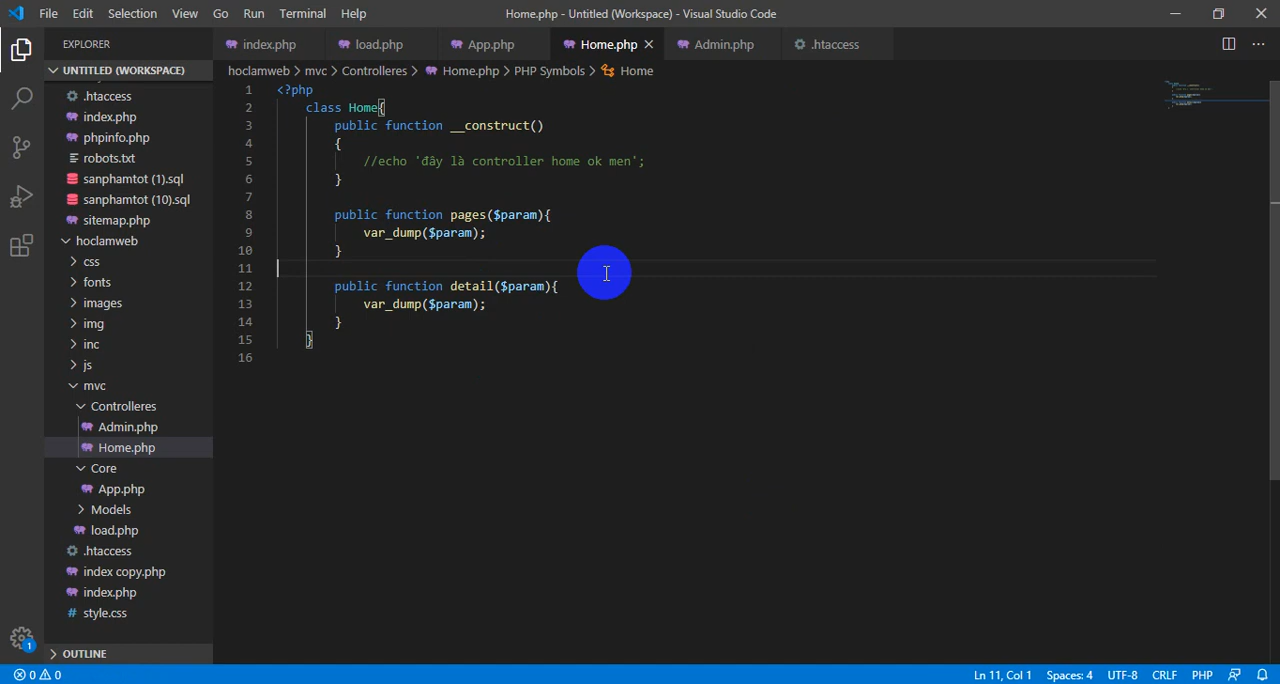 File Edit Selection View Go Run Terminal Help
Home.php - Untitled (Workspace) - Visual Studio Code
EXPLORER
index.php
load.php
App.php
Home.php
Admin.php
.htaccess
UNTITLED (WORKSPACE)
.htaccess
index.php
phpinfo.php
robots.txt
sanphamtot (1).sql
sanphamtot (10).sql
sitemap.php
hoclamweb
css
fonts
images
img
inc
js
mvc
Controlleres
Admin.php
Home.php
Core
App.php
Models
load.php
.htaccess
index copy.php
index.php
style.css
OUTLINE
hoclamweb > mvc > Controlleres > Home.php > PHP Symbols > Home
1 <?php
2 class Home{
3 public function __construct()
4 {
5 //echo 'đây là controller home ok men';
6 }
7
8 public function pages($param){
9 var_dump($param);
10 }
11
12 public function detail($param){
13 var_dump($param);
14 }
15 }
16
1
0 0
Ln 11, Col 1 Spaces: 4 UTF-8 CRLF PHP